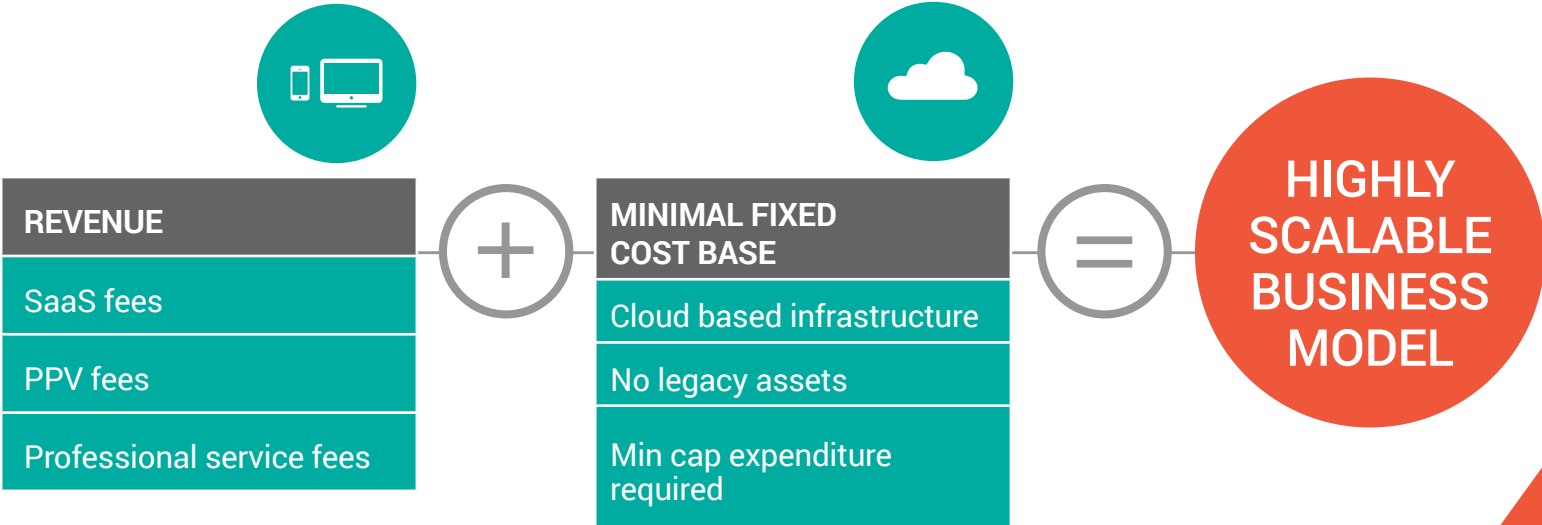 REVENUE
SaaS fees
PPV fees
Professional service fees
+
MINIMAL FIXED
COST BASE
Cloud based infrastructure
No legacy assets
Min cap expenditure
required
=
HIGHLY
SCALABLE
BUSINESS
MODEL